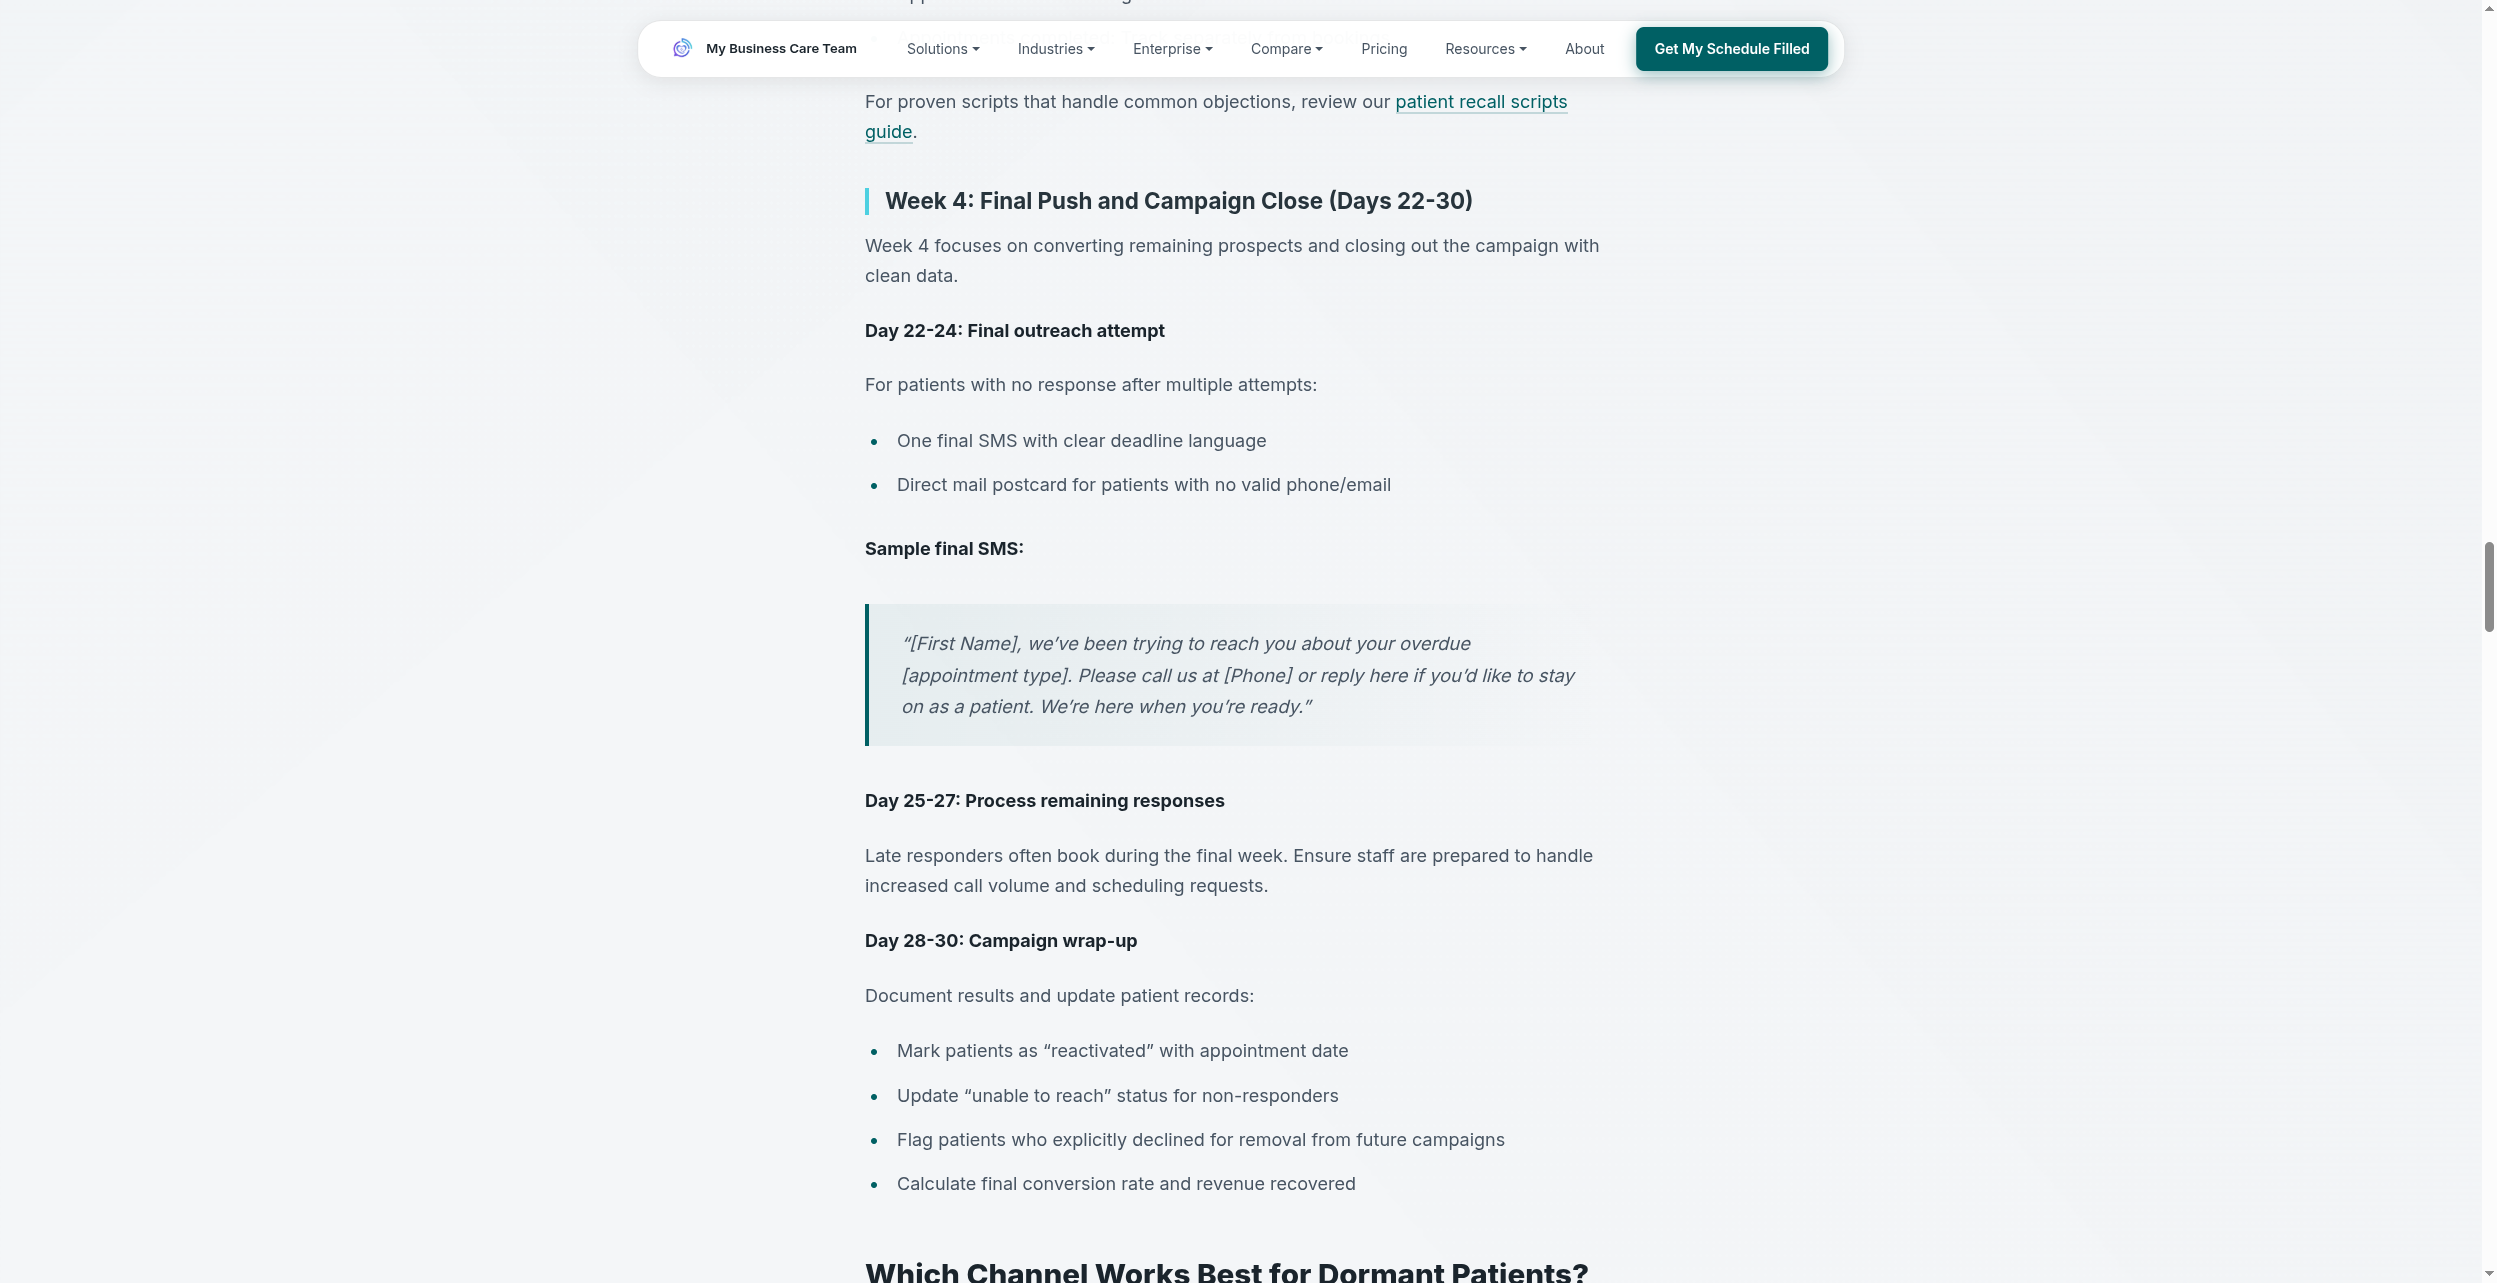 My Business Care Team
Solutions
Industries
Enterprise
Compare
Pricing
Resources
About
Get My Schedule Filled
For proven scripts that handle common objections, review our patient recall scripts
guide.
Week 4: Final Push and Campaign Close (Days 22-30)
Week 4 focuses on converting remaining prospects and closing out the campaign with
clean data.
Day 22-24: Final outreach attempt
For patients with no response after multiple attempts:
One final SMS with clear deadline language
Direct mail postcard for patients with no valid phone/email
Sample final SMS:
“[First Name], we’ve been trying to reach you about your overdue
[appointment type]. Please call us at [Phone] or reply here if you’d like to stay
on as a patient. We’re here when you’re ready.”
Day 25-27: Process remaining responses
Late responders often book during the final week. Ensure staff are prepared to handle
increased call volume and scheduling requests.
Day 28-30: Campaign wrap-up
Document results and update patient records:
Mark patients as “reactivated” with appointment date
Update “unable to reach” status for non-responders
Flag patients who explicitly declined for removal from future campaigns
Calculate final conversion rate and revenue recovered
Which Channel Works Best for Dormant Patients?